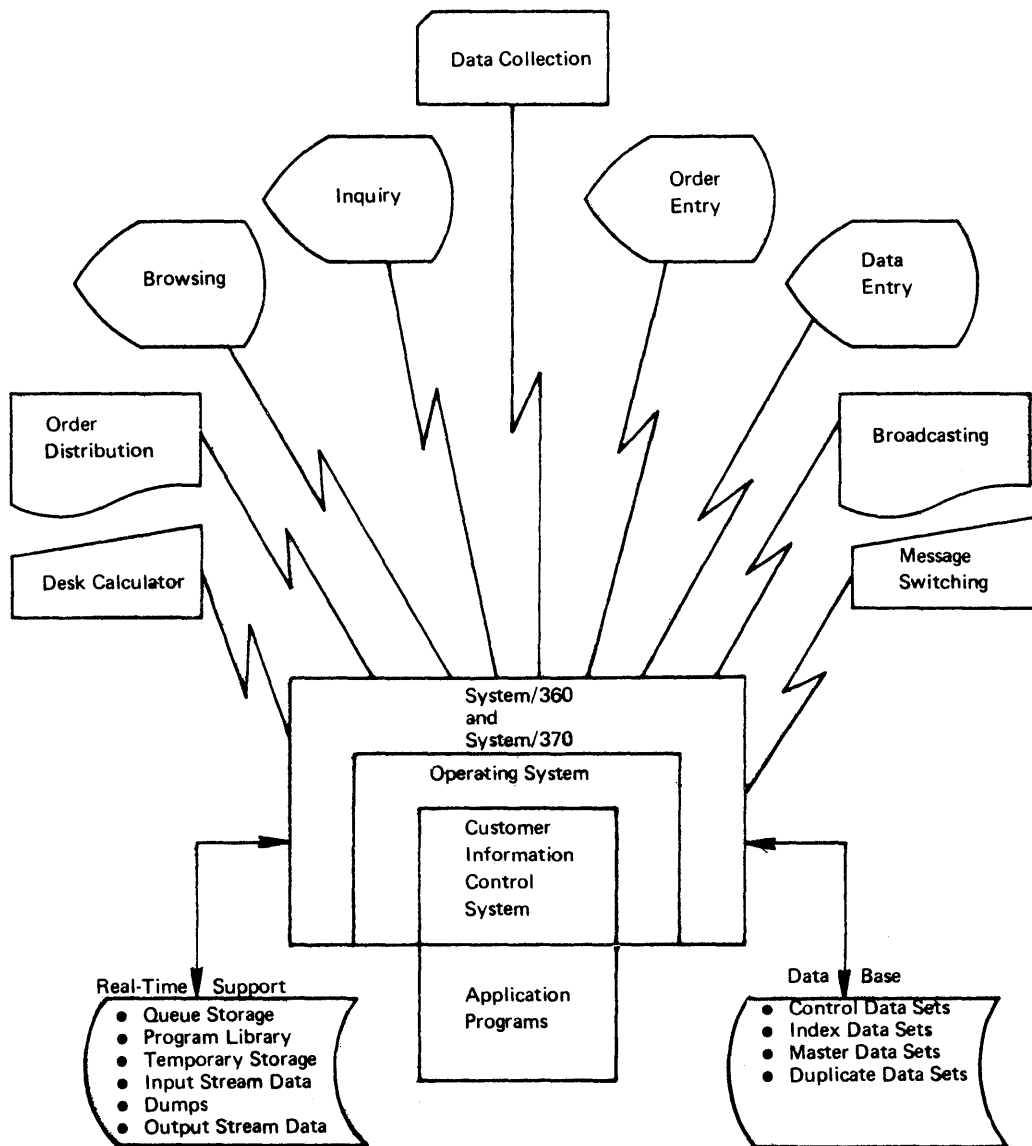 Data Collection
Inquiry
Order
Entry
Browsing
Data
Entry
Order
Distribution
Broadcasting
Desk Calculator
Message
Switching
System/360
and
System/370
Operating System
Customer
Information
Control
System
Application
Programs
Real-Time Support
● Queue Storage
● Program Library
● Temporary Storage
● Input Stream Data
● Dumps
● Output Stream Data
Data Base
● Control Data Sets
● Index Data Sets
● Master Data Sets
● Duplicate Data Sets